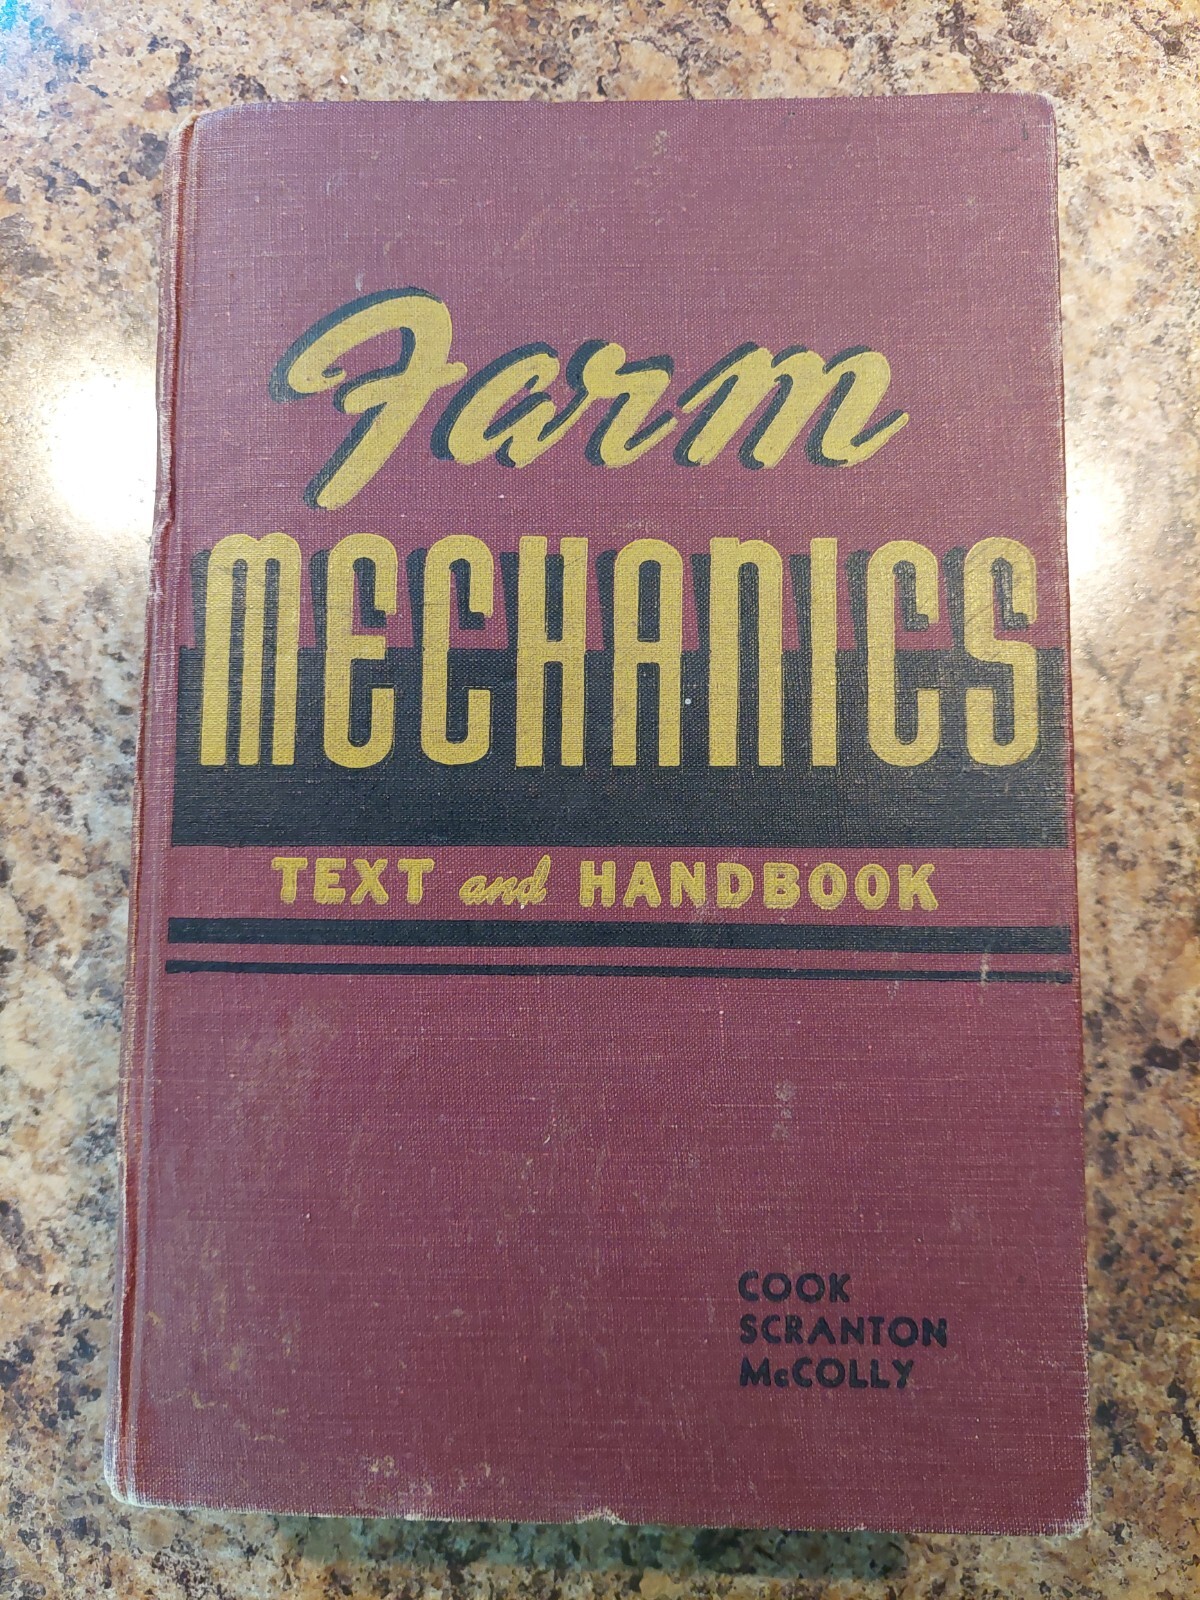 Farm
MECHANICS
TEXT and HANDBOOK
COOK
SCRANTON
McCOLLY